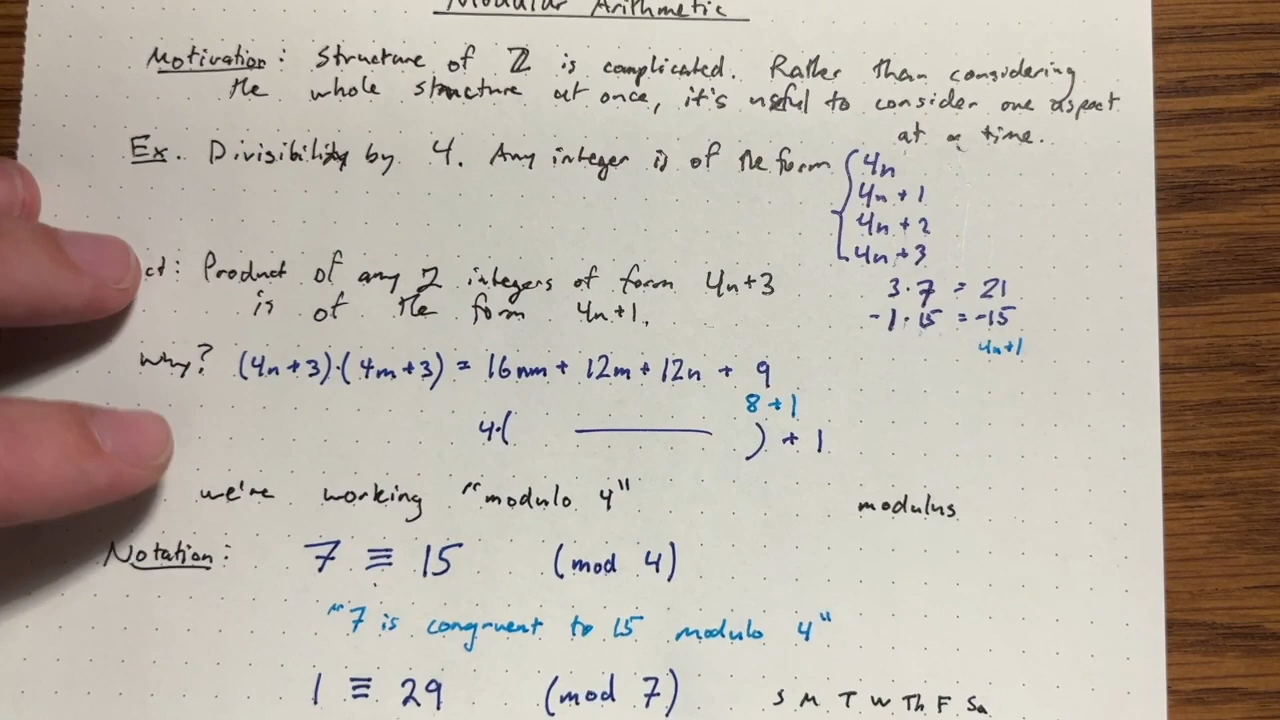 Modular Arithmetic
Motivation: Structure of ℤ is complicated. Rather than considering
the whole structure at once, it's useful to consider one aspect
at a time.
Ex. Divisibility by 4. Any integer is of the form { 4n
4n+1
4n+2
4n+3
ct: Product of any 2 integers of form 4n+3
is of the form 4n+1.
3·7 = 21
-1·15 = -15
4n+1
Why? (4n+3)·(4m+3) = 16nm + 12m + 12n + 9
8+1
4·( ——— ) + 1
we're working "modulo 4"
modulus
Notation: 7 ≡ 15 (mod 4)
"7 is congruent to 15 modulo 4"
1 ≡ 29 (mod 7)
S M T W Th F Sa